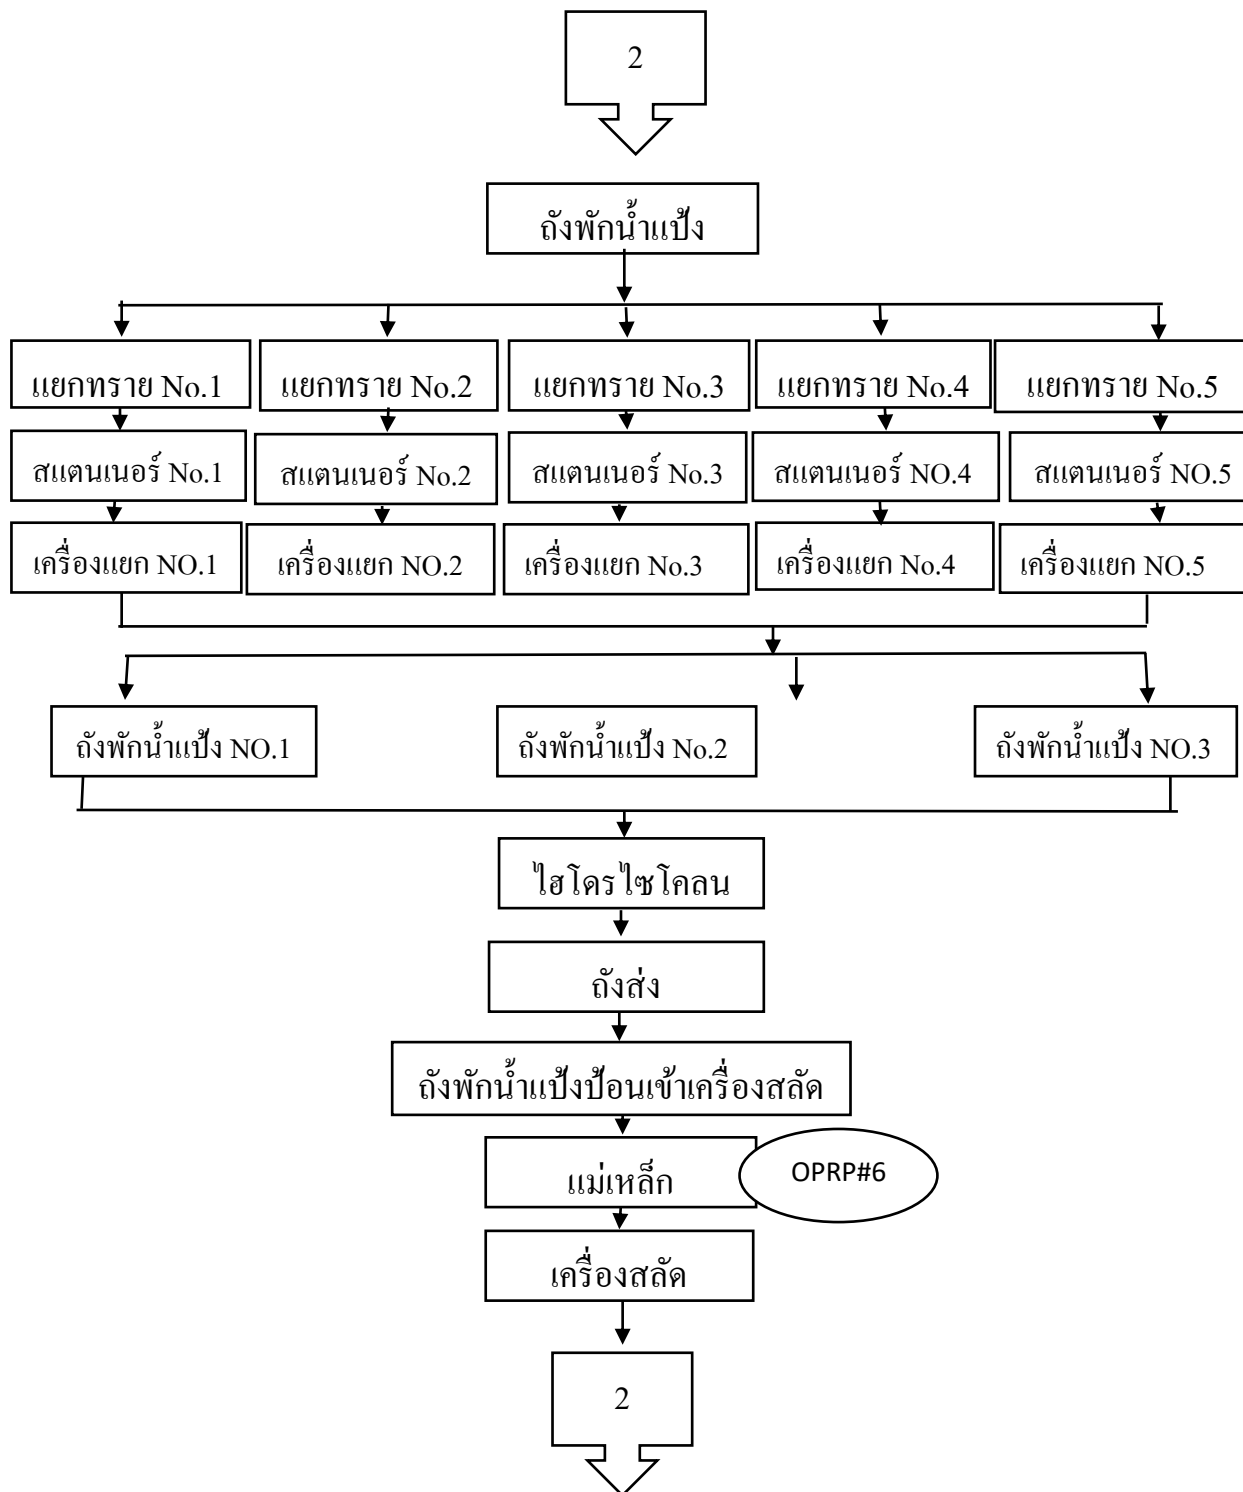 2
ถังพักน้ำแป้ง
แยกทราย No.1
แยกทราย No.2
แยกทราย No.3
แยกทราย No.4
แยกทราย No.5
สแตนเนอร์ No.1
สแตนเนอร์ No.2
สแตนเนอร์ No.3
สแตนเนอร์ NO.4
สแตนเนอร์ NO.5
เครื่องแยก NO.1
เครื่องแยก NO.2
เครื่องแยก No.3
เครื่องแยก No.4
เครื่องแยก NO.5
ถังพักน้ำแป้ง NO.1
ถังพักน้ำแป้ง No.2
ถังพักน้ำแป้ง NO.3
ไฮโดรไซโคลน
ถังส่ง
ถังพักน้ำแป้งป้อนเข้าเครื่องสลัด
แม่เหล็ก
OPRP#6
เครื่องสลัด
2